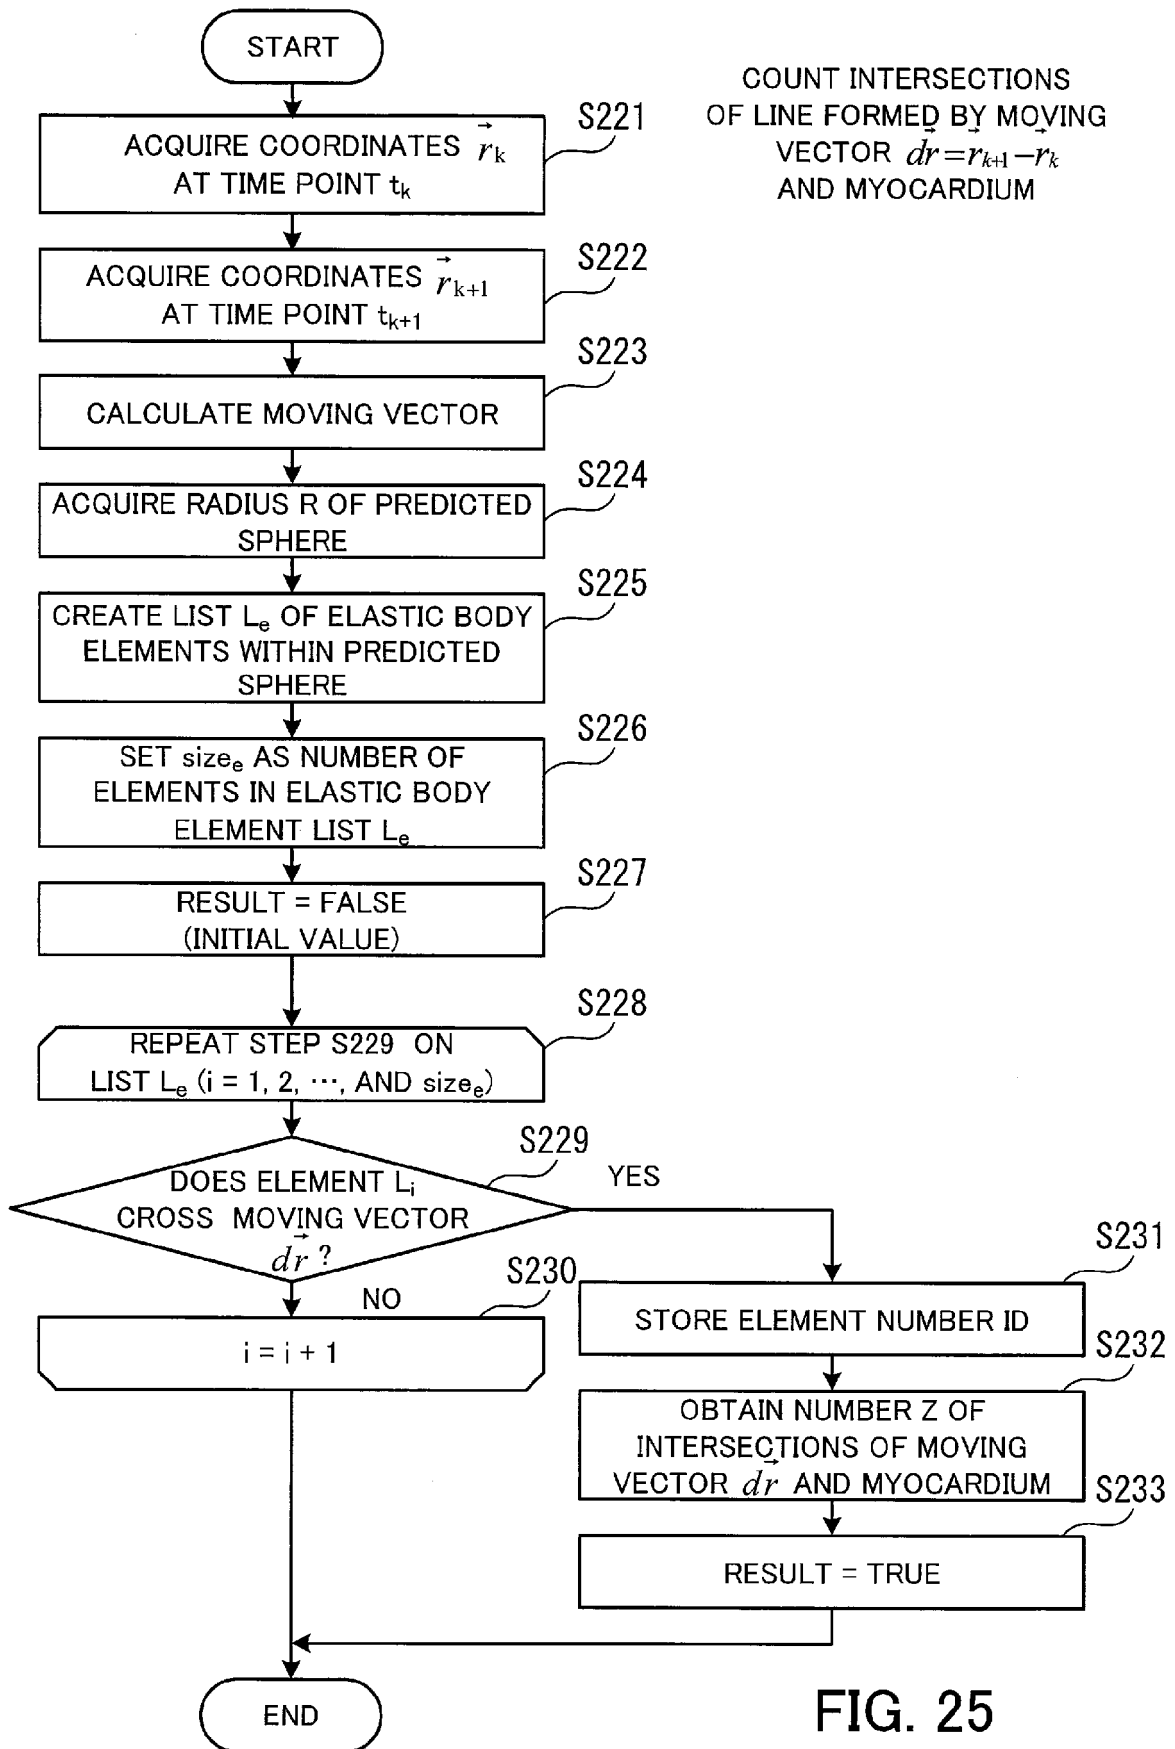 START
COUNT INTERSECTIONS
OF LINE FORMED BY MOVING
VECTOR d⃗r = r⃗k+1 − r⃗k
AND MYOCARDIUM
S221
ACQUIRE COORDINATES r⃗k
AT TIME POINT tk
S222
ACQUIRE COORDINATES r⃗k+1
AT TIME POINT tk+1
S223
CALCULATE MOVING VECTOR
S224
ACQUIRE RADIUS R OF PREDICTED
SPHERE
S225
CREATE LIST Le OF ELASTIC BODY
ELEMENTS WITHIN PREDICTED
SPHERE
S226
SET sizee AS NUMBER OF
ELEMENTS IN ELASTIC BODY
ELEMENT LIST Le
S227
RESULT = FALSE
(INITIAL VALUE)
S228
REPEAT STEP S229 ON
LIST Le (i = 1, 2, ⋯, AND sizee)
S229
DOES ELEMENT Li
CROSS MOVING VECTOR
d⃗r ?
YES
NO
S230
i = i + 1
S231
STORE ELEMENT NUMBER ID
S232
OBTAIN NUMBER Z OF
INTERSECTIONS OF MOVING
VECTOR d⃗r AND MYOCARDIUM
S233
RESULT = TRUE
END
FIG. 25